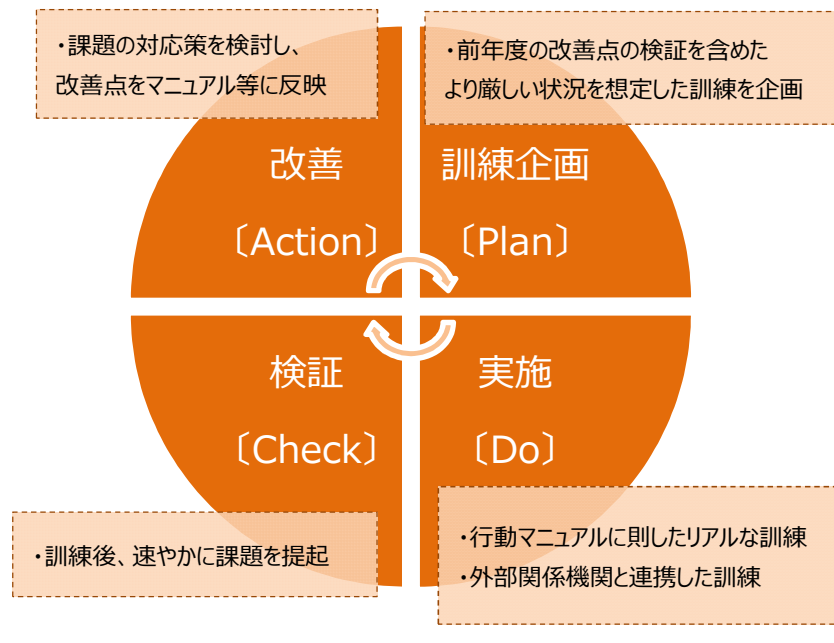 ・課題の対応策を検討し、
改善点をマニュアル等に反映
・前年度の改善点の検証を含めた
より厳しい状況を想定した訓練を企画
改善
〔Action〕
訓練企画
〔Plan〕
検証
〔Check〕
実施
〔Do〕
・訓練後、速やかに課題を提起
・行動マニュアルに則したリアルな訓練
・外部関係機関と連携した訓練